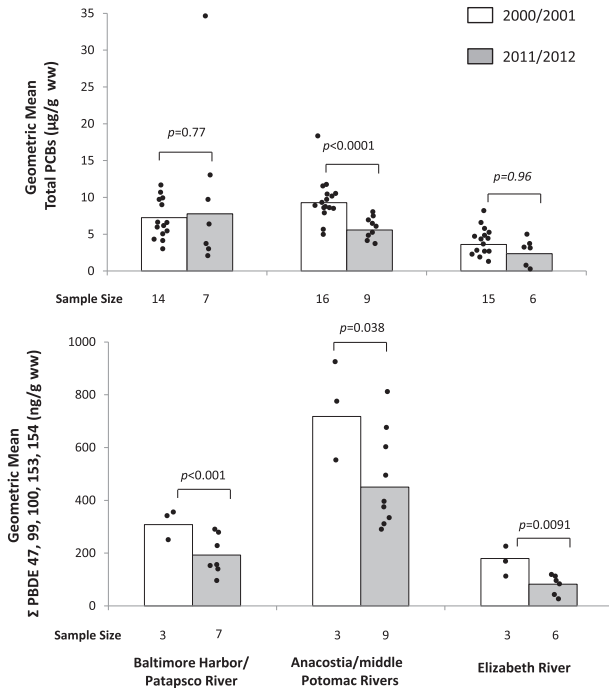 2000/2001
2011/2012
Geometric Mean
Total PCBs (µg/g ww)
35
30
25
20
15
10
5
0
p=0.77
p<0.0001
p=0.96
Sample Size 14 7 16 9 15 6
Geometric Mean
Σ PBDE 47, 99, 100, 153, 154 (ng/g ww)
1000
800
600
400
200
0
p<0.001
p=0.038
p=0.0091
Sample Size 3 7 3 9 3 6
Baltimore Harbor/
Patapsco River
Anacostia/middle
Potomac Rivers
Elizabeth River